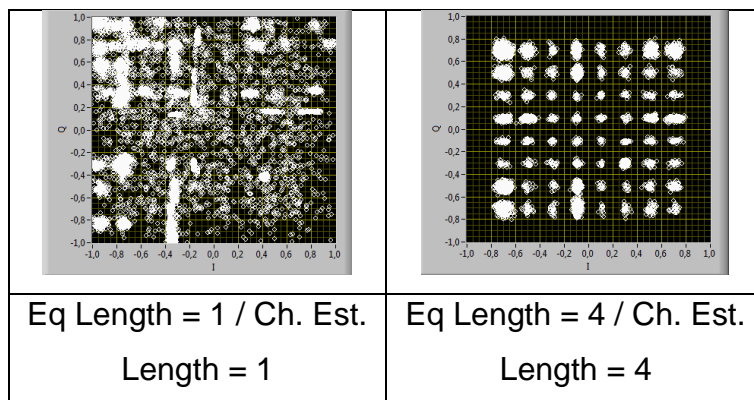 1,0
0,8
0,6
0,4
0,2
0,0
-0,2
-0,4
-0,6
-0,8
-1,0
Q
-1,0 -0,8 -0,6 -0,4 -0,2 0,0 0,2 0,4 0,6 0,8 1,0
I
1,0
0,8
0,6
0,4
0,2
0,0
-0,2
-0,4
-0,6
-0,8
-1,0
Q
-1,0 -0,8 -0,6 -0,4 -0,2 0,0 0,2 0,4 0,6 0,8 1,0
I
Eq Length = 1 / Ch. Est.
Length = 1
Eq Length = 4 / Ch. Est.
Length = 4